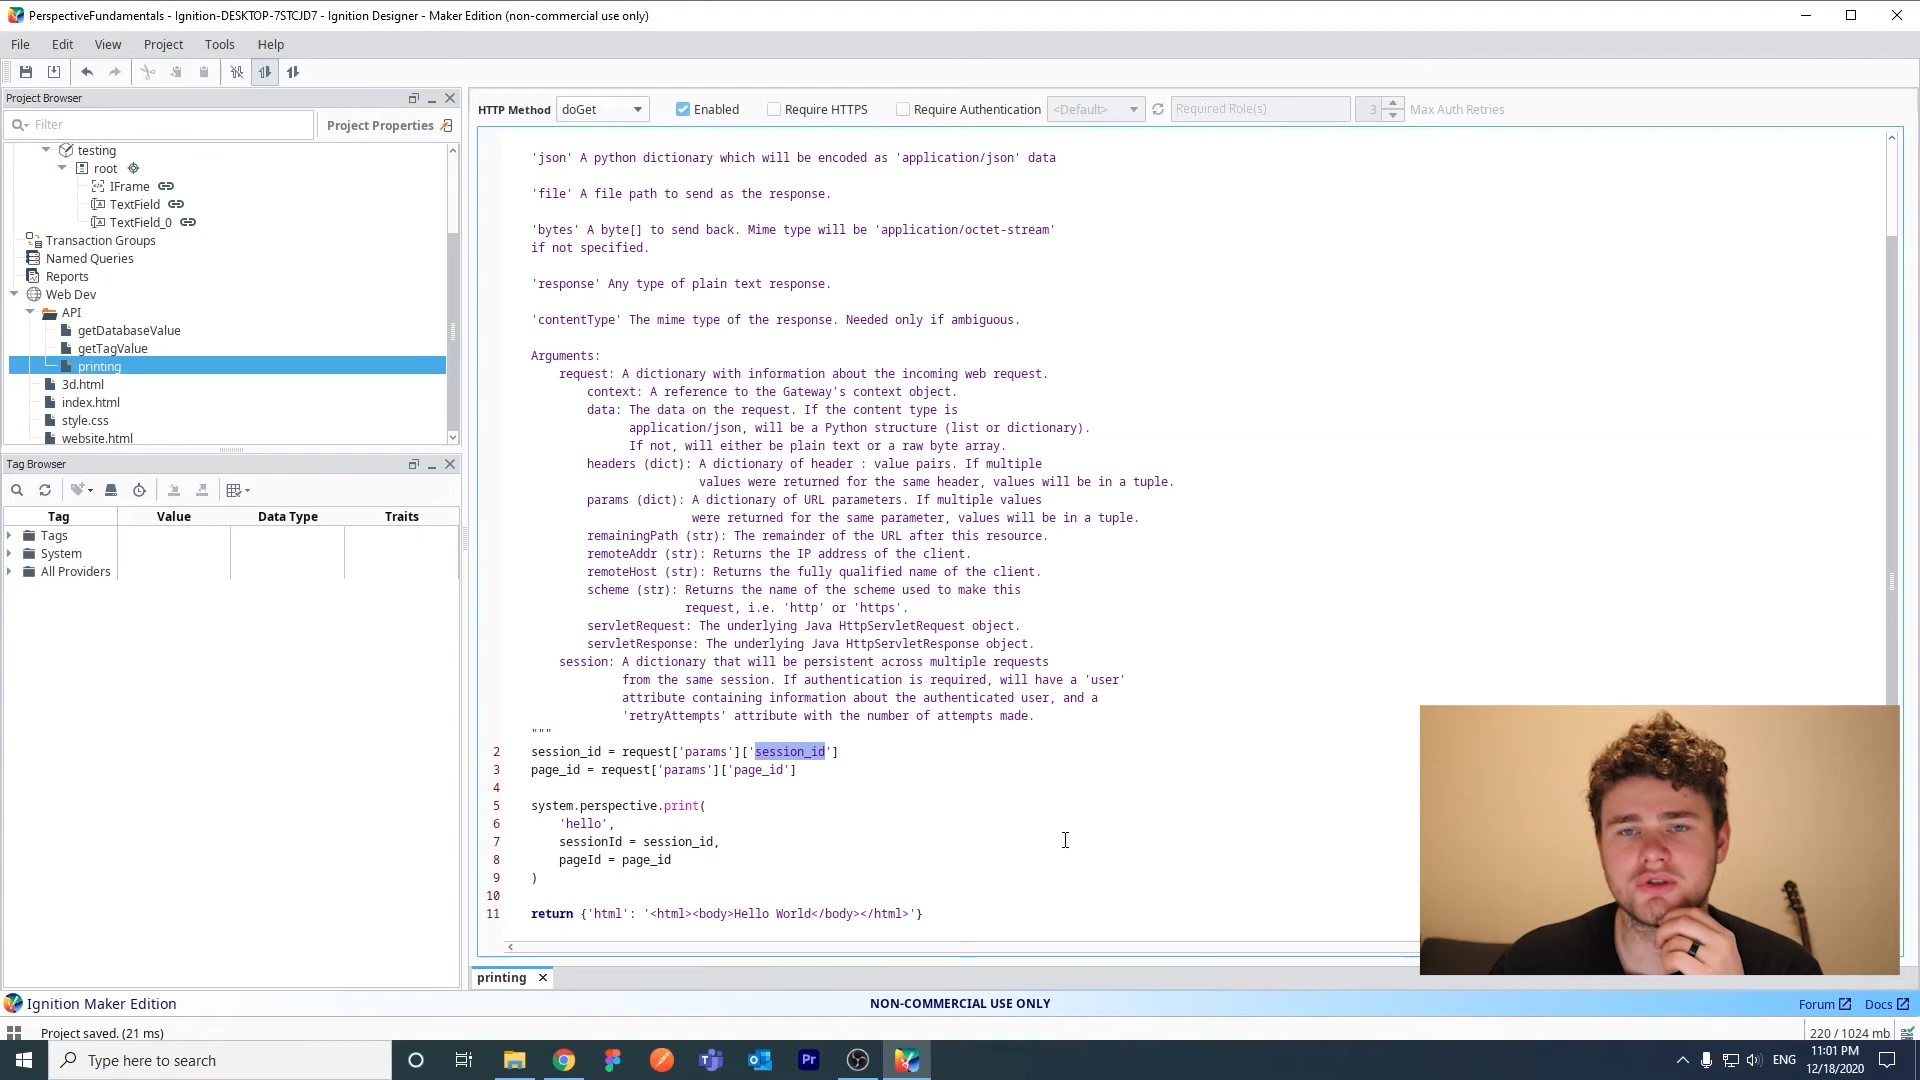 PerspectiveFundamentals - Ignition-DESKTOP-7STCJD7 - Ignition Designer - Maker Edition (non-commercial use only)
File Edit View Project Tools Help
Project Browser
Filter
Project Properties
testing
root
IFrame
TextField
TextField_0
Transaction Groups
Named Queries
Reports
Web Dev
API
getDatabaseValue
getTagValue
printing
3d.html
index.html
style.css
website.html
Tag Browser
Tag Value Data Type Traits
Tags
System
All Providers
HTTP Method doGet Enabled Require HTTPS Require Authentication <Default> Required Role(s) 3 Max Auth Retries
'json' A python dictionary which will be encoded as 'application/json' data
'file' A file path to send as the response.
'bytes' A byte[] to send back. Mime type will be 'application/octet-stream'
if not specified.
'response' Any type of plain text response.
'contentType' The mime type of the response. Needed only if ambiguous.
Arguments:
request: A dictionary with information about the incoming web request.
context: A reference to the Gateway's context object.
data: The data on the request. If the content type is
application/json, will be a Python structure (list or dictionary).
If not, will either be plain text or a raw byte array.
headers (dict): A dictionary of header : value pairs. If multiple
values were returned for the same header, values will be in a tuple.
params (dict): A dictionary of URL parameters. If multiple values
were returned for the same parameter, values will be in a tuple.
remainingPath (str): The remainder of the URL after this resource.
remoteAddr (str): Returns the IP address of the client.
remoteHost (str): Returns the fully qualified name of the client.
scheme (str): Returns the name of the scheme used to make this
request, i.e. 'http' or 'https'.
servletRequest: The underlying Java HttpServletRequest object.
servletResponse: The underlying Java HttpServletResponse object.
session: A dictionary that will be persistent across multiple requests
from the same session. If authentication is required, will have a 'user'
attribute containing information about the authenticated user, and a
'retryAttempts' attribute with the number of attempts made.
"""
2 session_id = request['params']['session_id']
3 page_id = request['params']['page_id']
4
5 system.perspective.print(
6 'hello',
7 sessionId = session_id,
8 pageId = page_id
9 )
10
11 return {'html': '<html><body>Hello World</body></html>'}
printing
Ignition Maker Edition NON-COMMERCIAL USE ONLY Forum Docs
Project saved. (21 ms) 220 / 1024 mb
Type here to search
Pr
ENG
11:01 PM
12/18/2020